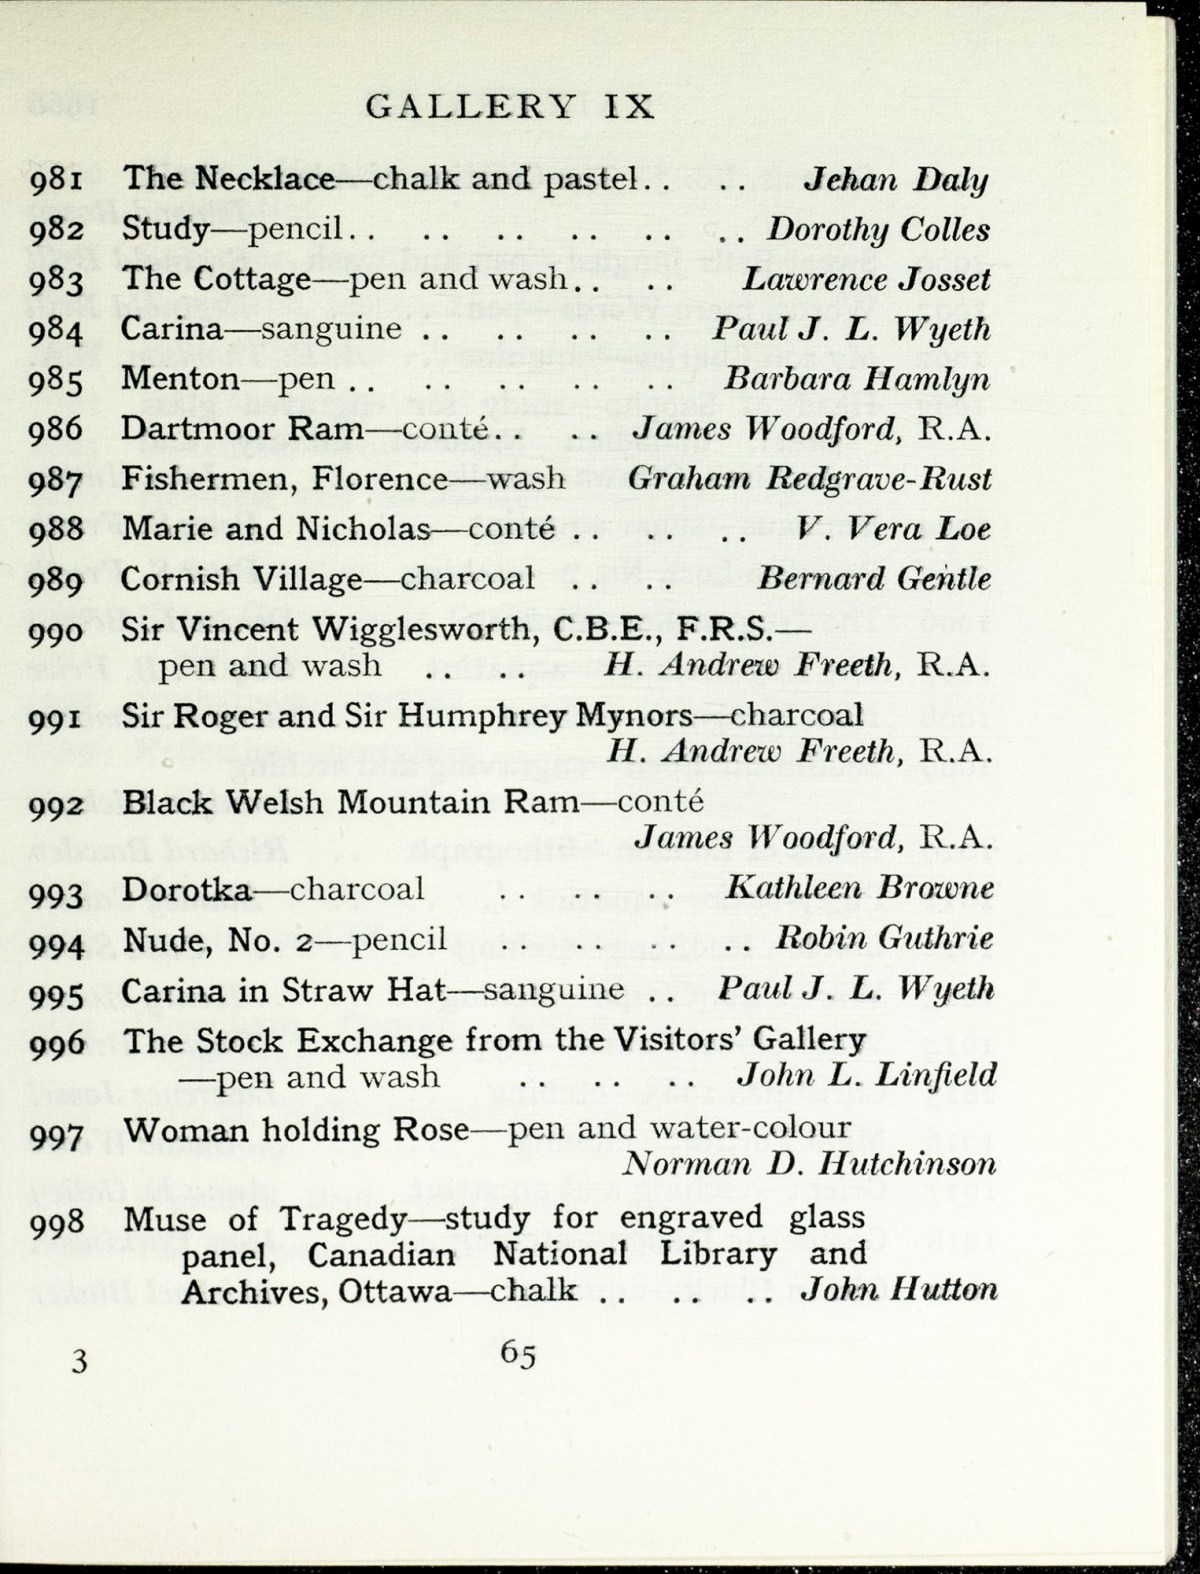 GALLERY IX
981 The Necklace—chalk and pastel. . . . Jehan Daly
982 Study—pencil. . . . . . . . . . . . Dorothy Colles
983 The Cottage—pen and wash. . . . Lawrence Josset
984 Carina—sanguine . . . . . . . . Paul J. L. Wyeth
985 Menton—pen . . . . . . . . . . Barbara Hamlyn
986 Dartmoor Ram—conté. . . . James Woodford, R.A.
987 Fishermen, Florence—wash Graham Redgrave-Rust
988 Marie and Nicholas—conté . . . . . . V. Vera Loe
989 Cornish Village—charcoal . . . . Bernard Gentle
990 Sir Vincent Wigglesworth, C.B.E., F.R.S.—
pen and wash . . . . H. Andrew Freeth, R.A.
991 Sir Roger and Sir Humphrey Mynors—charcoal
H. Andrew Freeth, R.A.
992 Black Welsh Mountain Ram—conté
James Woodford, R.A.
993 Dorotka—charcoal . . . . . . Kathleen Browne
994 Nude, No. 2—pencil . . . . . . . . Robin Guthrie
995 Carina in Straw Hat—sanguine . . Paul J. L. Wyeth
996 The Stock Exchange from the Visitors' Gallery
—pen and wash . . . . . . John L. Linfield
997 Woman holding Rose—pen and water-colour
Norman D. Hutchinson
998 Muse of Tragedy—study for engraved glass
panel, Canadian National Library and
Archives, Ottawa—chalk . . . . . . John Hutton
3 65